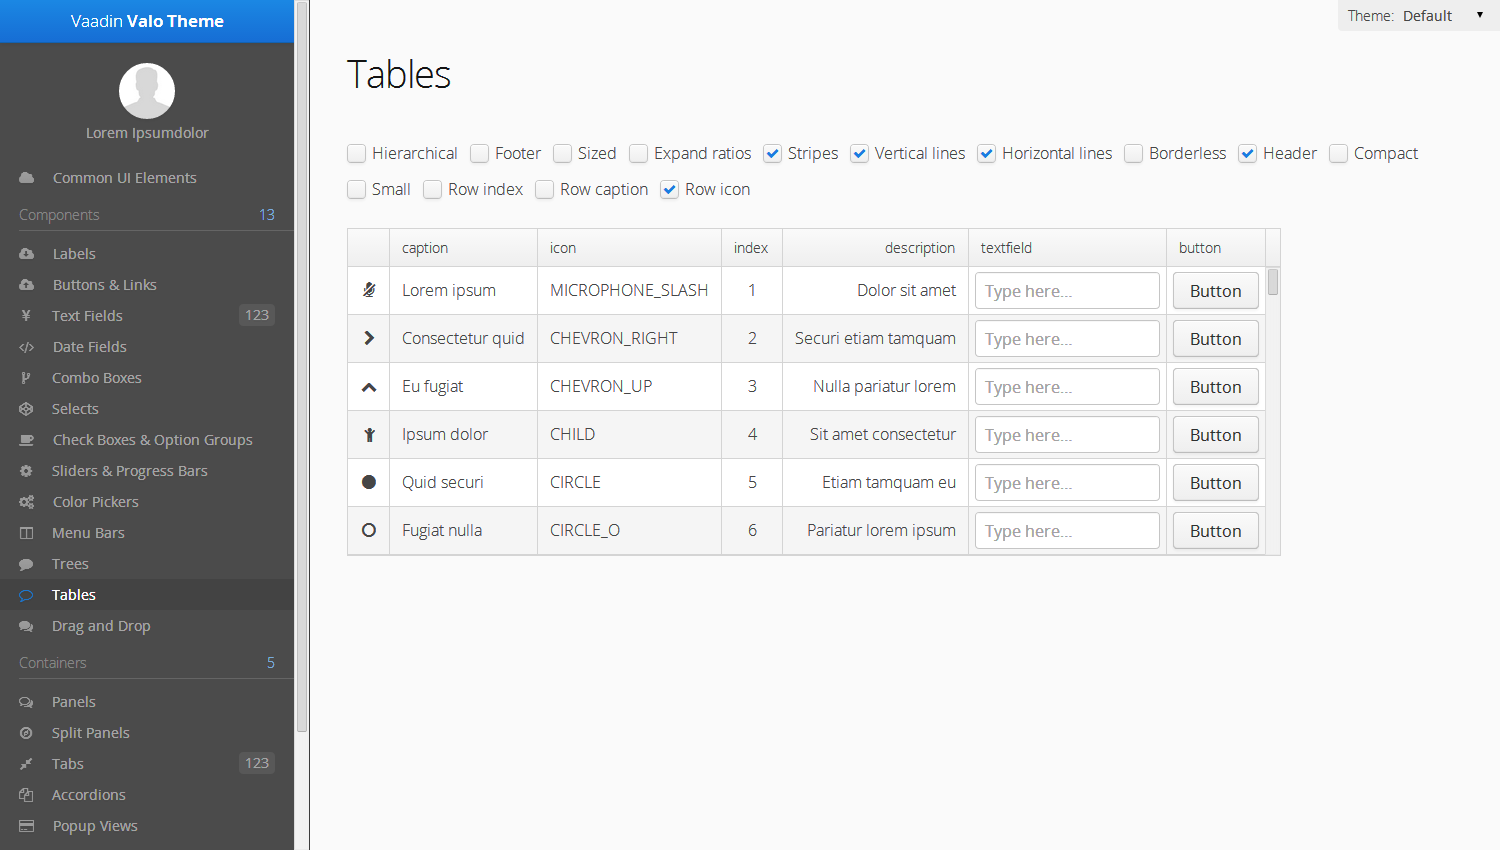 Vaadin Valo Theme
Lorem Ipsumdolor
Common UI Elements
Components 13
Labels
Buttons & Links
Text Fields 123
Date Fields
Combo Boxes
Selects
Check Boxes & Option Groups
Sliders & Progress Bars
Color Pickers
Menu Bars
Trees
Tables
Drag and Drop
Containers 5
Panels
Split Panels
Tabs 123
Accordions
Popup Views
Theme: Default
Tables
Hierarchical Footer Sized Expand ratios Stripes Vertical lines Horizontal lines Borderless Header Compact
Small Row index Row caption Row icon
caption icon index description textfield button
Lorem ipsum MICROPHONE_SLASH 1 Dolor sit amet Type here... Button
Consectetur quid CHEVRON_RIGHT 2 Securi etiam tamquam Type here... Button
Eu fugiat CHEVRON_UP 3 Nulla pariatur lorem Type here... Button
Ipsum dolor CHILD 4 Sit amet consectetur Type here... Button
Quid securi CIRCLE 5 Etiam tamquam eu Type here... Button
Fugiat nulla CIRCLE_O 6 Pariatur lorem ipsum Type here... Button